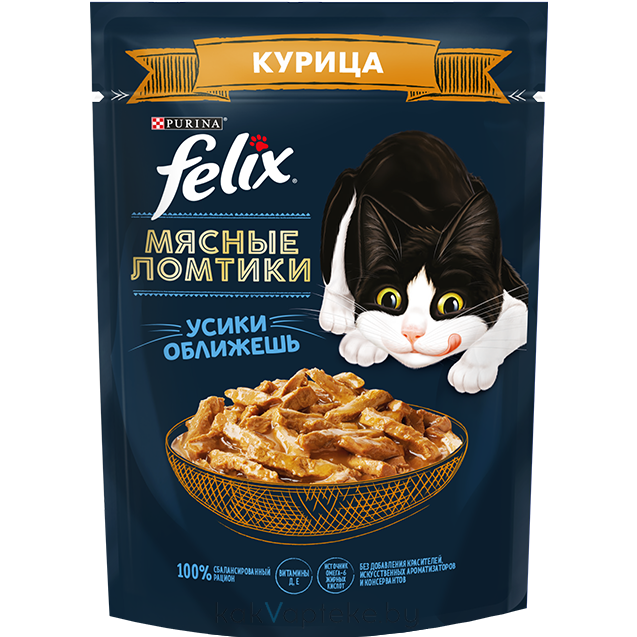 КУРИЦА
PURINA
felix
МЯСНЫЕ
ЛОМТИКИ
УСИКИ
ОБЛИЖЕШЬ
100% СБАЛАНСИРОВАННЫЙ
РАЦИОН
ВИТАМИНЫ
Д, Е
ИСТОЧНИК
ОМЕГА-6
ЖИРНЫХ
КИСЛОТ
БЕЗ ДОБАВЛЕНИЯ КРАСИТЕЛЕЙ,
ИСКУССТВЕННЫХ АРОМАТИЗАТОРОВ
И КОНСЕРВАНТОВ